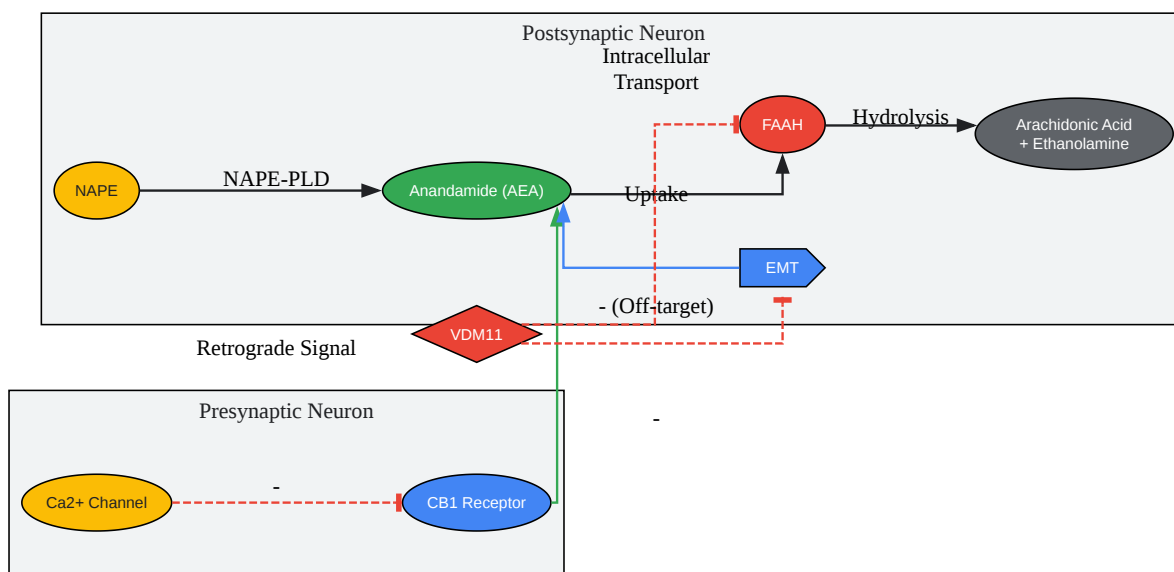 Postsynaptic Neuron
Intracellular
Transport
FAAH
Hydrolysis
Arachidonic Acid
+ Ethanolamine
NAPE
NAPE-PLD
Anandamide (AEA)
Uptake
EMT
- (Off-target)
VDM11
Retrograde Signal
Presynaptic Neuron
-
Ca2+ Channel
-
CB1 Receptor